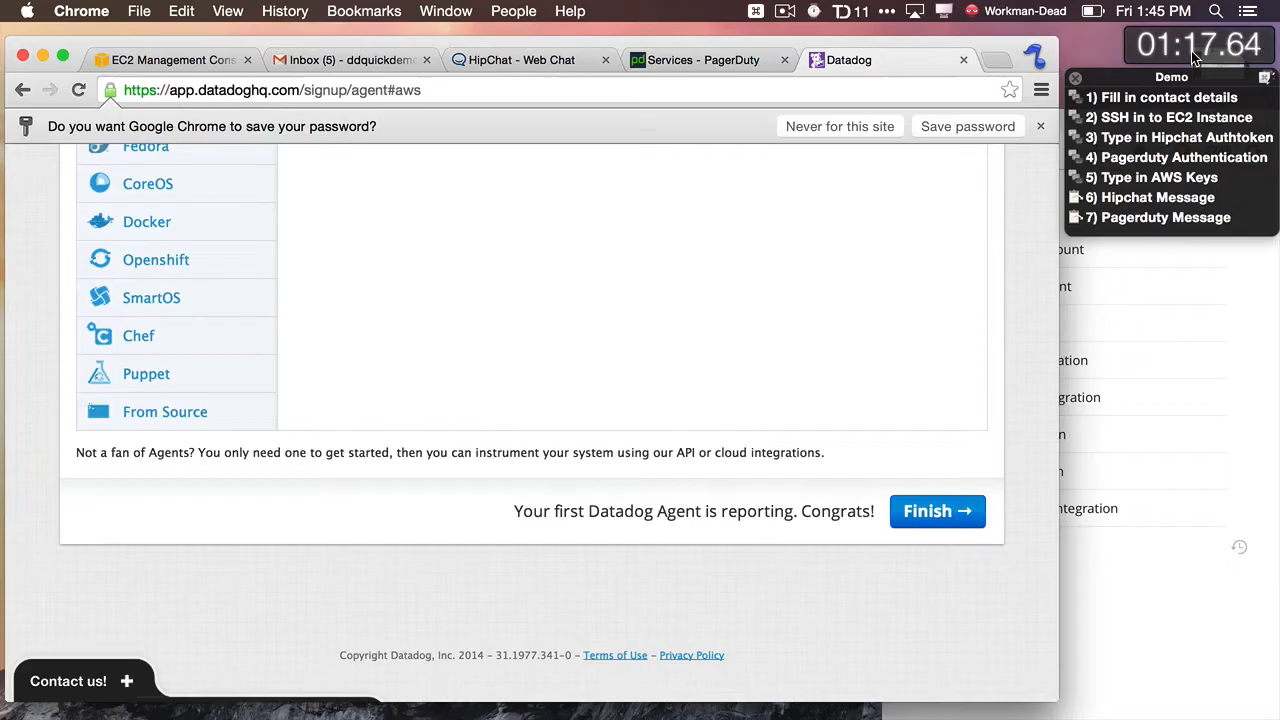 Chrome File Edit View History Bookmarks Window People Help
11 ••• Workman-Dead Fri 1:45 PM
01:17.64
EC2 Management Cons × Inbox (5) - ddquickdem × HipChat - Web Chat × pd Services - PagerDuty × Datadog ×
https://app.datadoghq.com/signup/agent#aws
Do you want Google Chrome to save your password? Never for this site Save password ×
Demo
1) Fill in contact details
2) SSH in to EC2 Instance
3) Type in Hipchat Authtoken
4) Pagerduty Authentication
5) Type in AWS Keys
6) Hipchat Message
7) Pagerduty Message
Fedora
CoreOS
Docker
Openshift
SmartOS
Chef
Puppet
From Source
ount
nt
ation
gration
n
n
ntegration
Not a fan of Agents? You only need one to get started, then you can instrument your system using our API or cloud integrations.
Your first Datadog Agent is reporting. Congrats! Finish →
Copyright Datadog, Inc. 2014 - 31.1977.341-0 - Terms of Use - Privacy Policy
Contact us! +